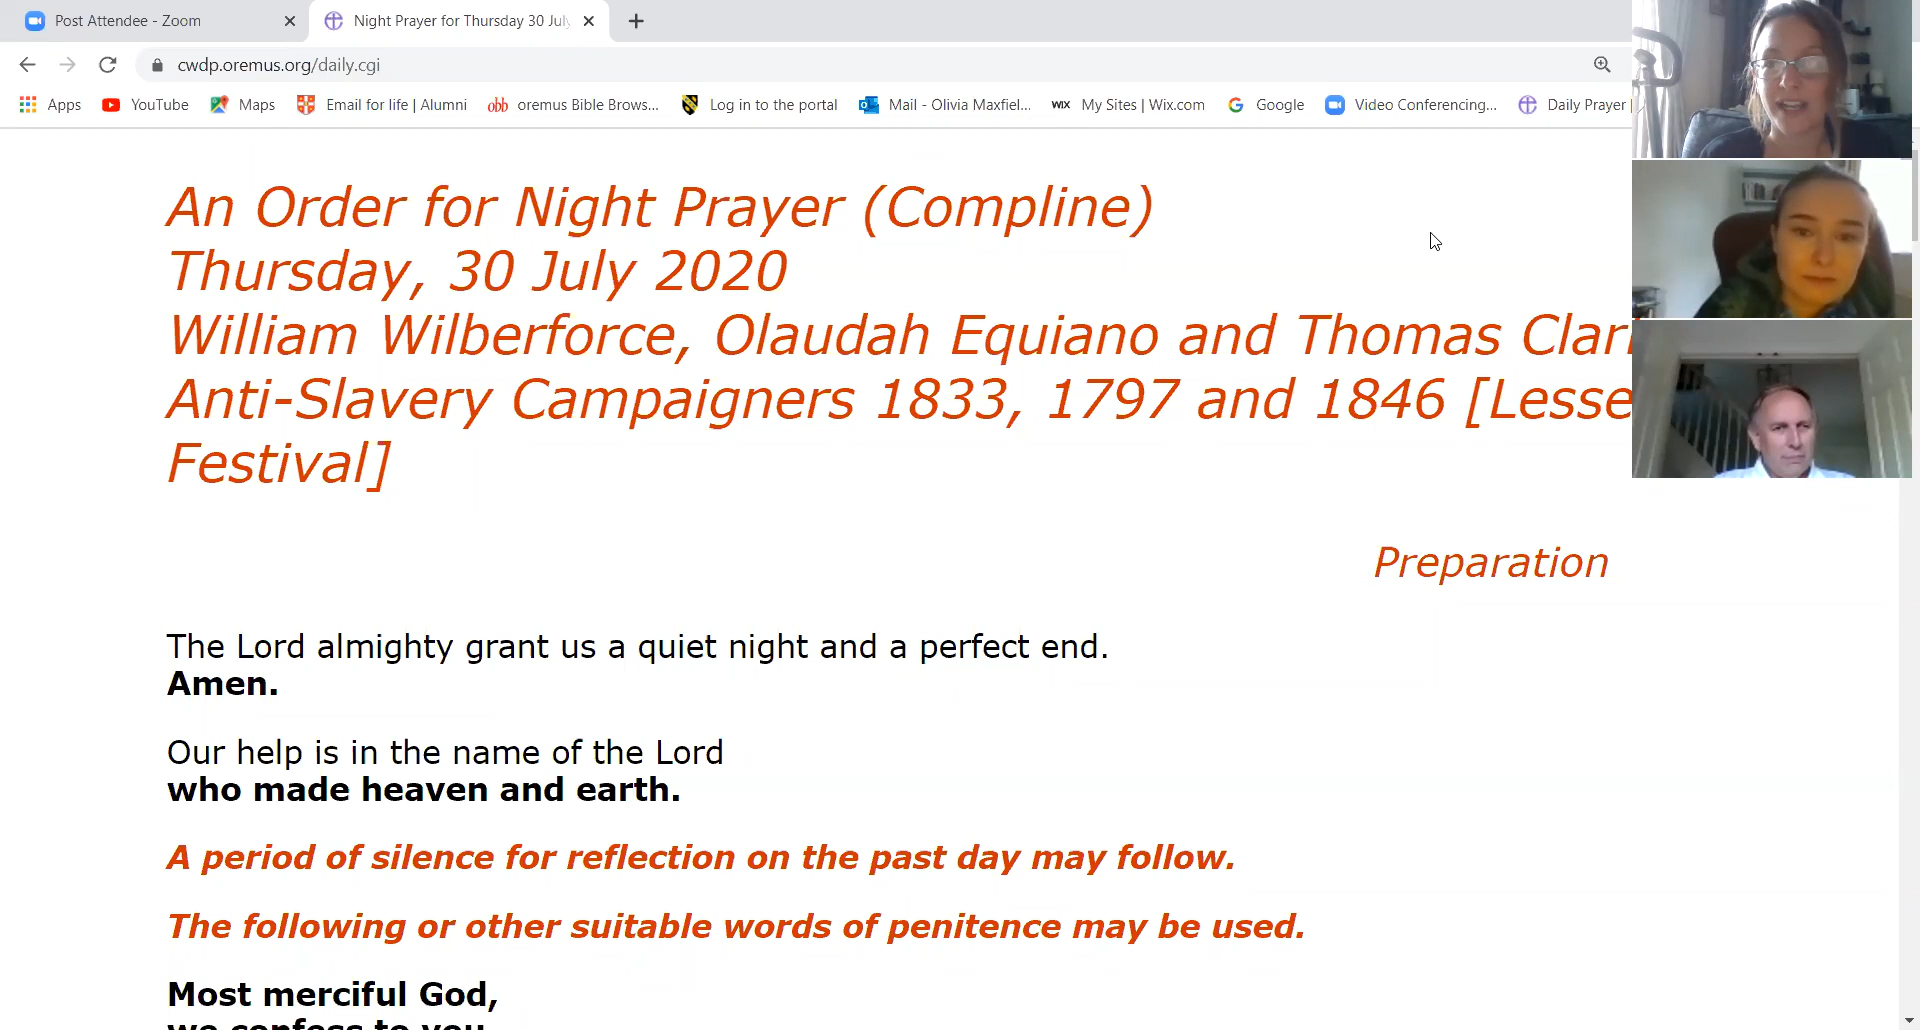 Post Attendee - Zoom
Night Prayer for Thursday 30 July
cwdp.oremus.org/daily.cgi
Apps
YouTube
Maps
Email for life | Alumni
obb oremus Bible Brows...
Log in to the portal
Mail - Olivia Maxfiel...
WIX My Sites | Wix.com
Google
Video Conferencing...
Daily Prayer |
An Order for Night Prayer (Compline)
Thursday, 30 July 2020
William Wilberforce, Olaudah Equiano and Thomas Clar
Anti-Slavery Campaigners 1833, 1797 and 1846 [Lesse
Festival]
Preparation
The Lord almighty grant us a quiet night and a perfect end.
Amen.
Our help is in the name of the Lord
who made heaven and earth.
A period of silence for reflection on the past day may follow.
The following or other suitable words of penitence may be used.
Most merciful God,
we confess to you,